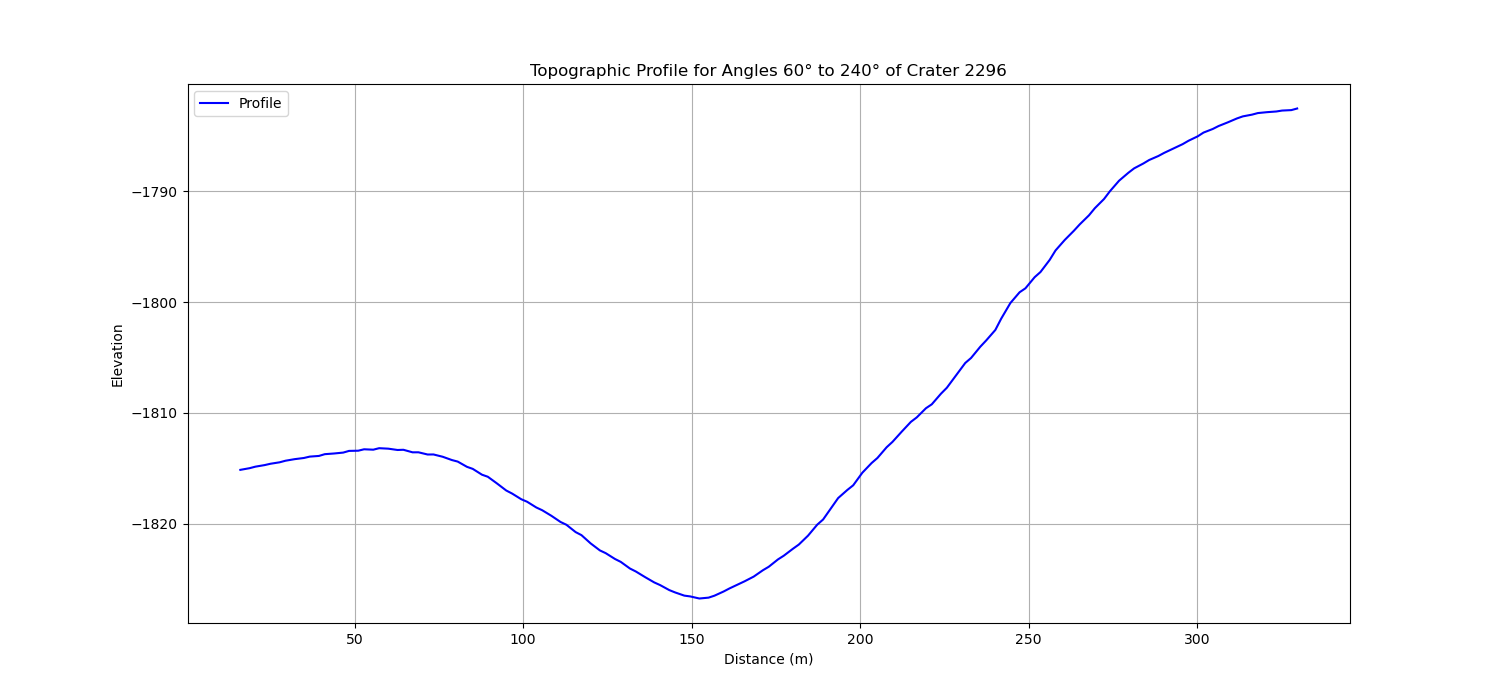 Topographic Profile for Angles 60° to 240° of Crater 2296
Profile
−1790
−1800
−1810
−1820
Elevation
50
100
150
200
250
300
Distance (m)